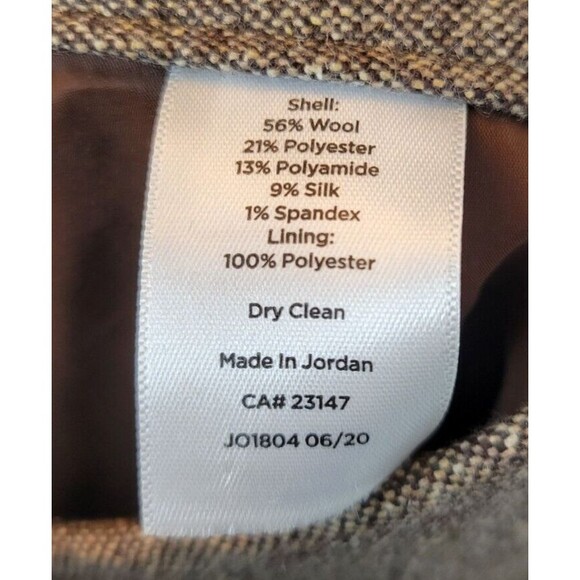 Shell:
56% Wool
21% Polyester
13% Polyamide
9% Silk
1% Spandex
Lining:
100% Polyester
Dry Clean
Made In Jordan
CA# 23147
JO1804 06/20